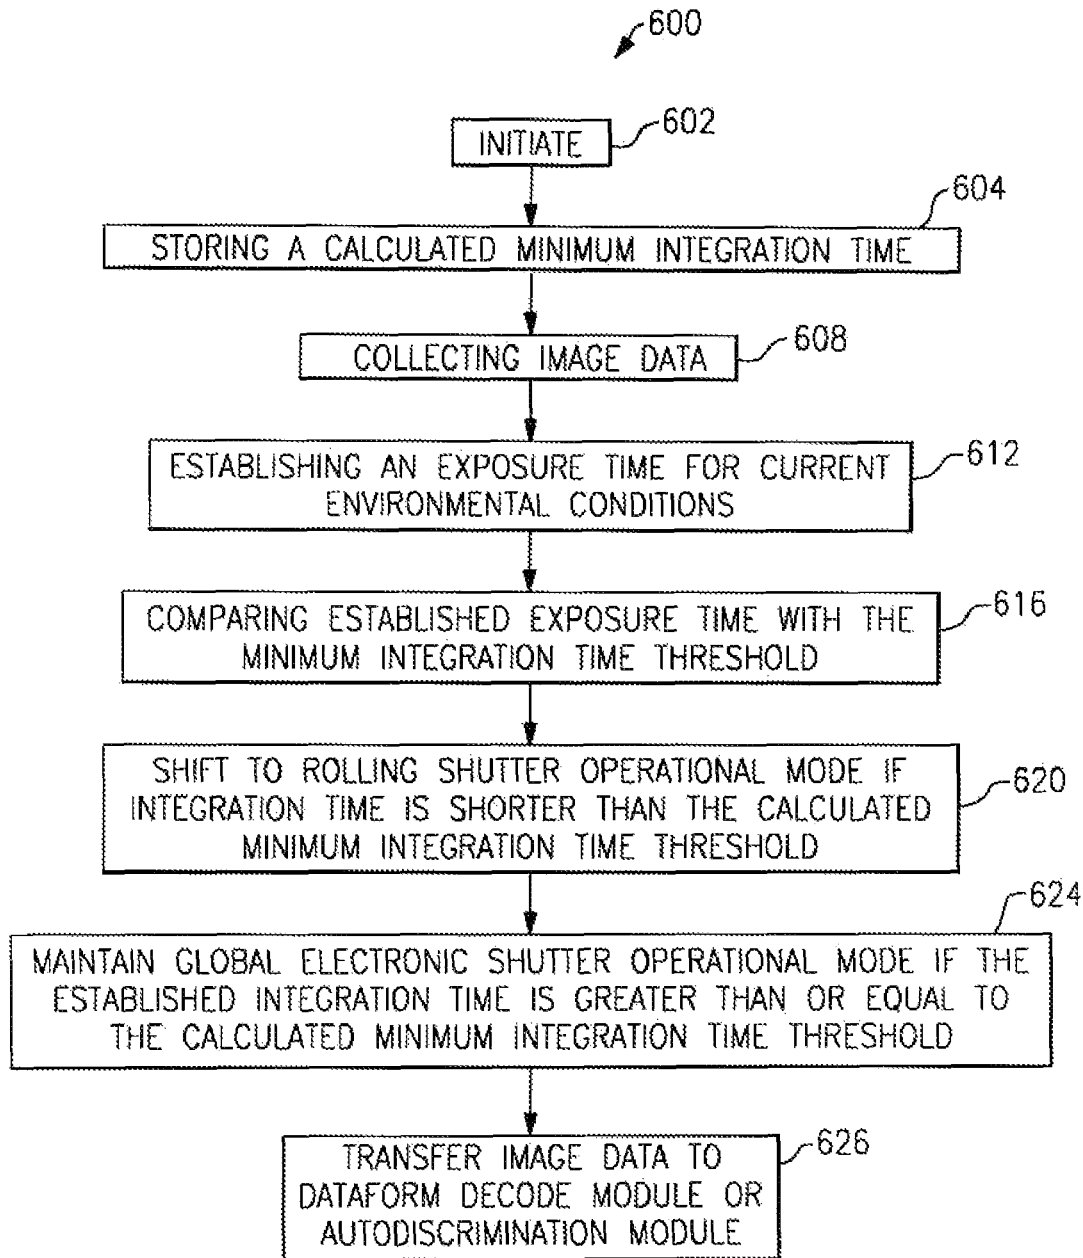 600
INITIATE
602
604
STORING A CALCULATED MINIMUM INTEGRATION TIME
COLLECTING IMAGE DATA
608
ESTABLISHING AN EXPOSURE TIME FOR CURRENT
ENVIRONMENTAL CONDITIONS
612
COMPARING ESTABLISHED EXPOSURE TIME WITH THE
MINIMUM INTEGRATION TIME THRESHOLD
616
SHIFT TO ROLLING SHUTTER OPERATIONAL MODE IF
INTEGRATION TIME IS SHORTER THAN THE CALCULATED
MINIMUM INTEGRATION TIME THRESHOLD
620
624
MAINTAIN GLOBAL ELECTRONIC SHUTTER OPERATIONAL MODE IF THE
ESTABLISHED INTEGRATION TIME IS GREATER THAN OR EQUAL TO
THE CALCULATED MINIMUM INTEGRATION TIME THRESHOLD
TRANSFER IMAGE DATA TO
DATAFORM DECODE MODULE OR
AUTODISCRIMINATION MODULE
626